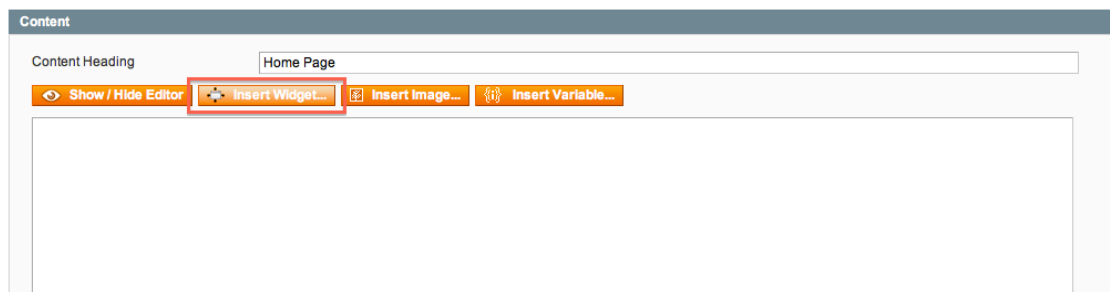 Content
Content Heading Home Page
Show / Hide Editor Insert Widget... Insert Image... Insert Variable...